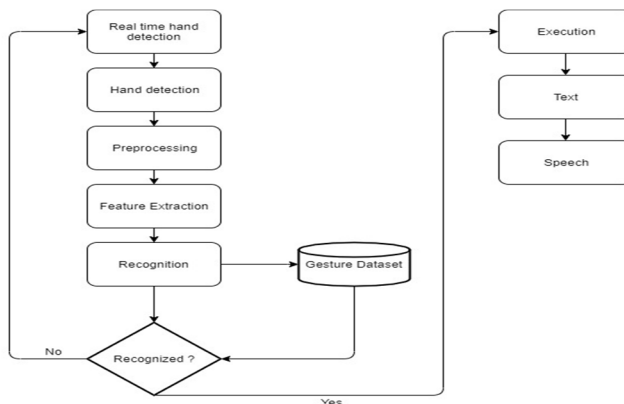 Real time hand
detection
Hand detection
Preprocessing
Feature Extraction
Recognition
Gesture Dataset
Recognized ?
No
Yes
Execution
Text
Speech